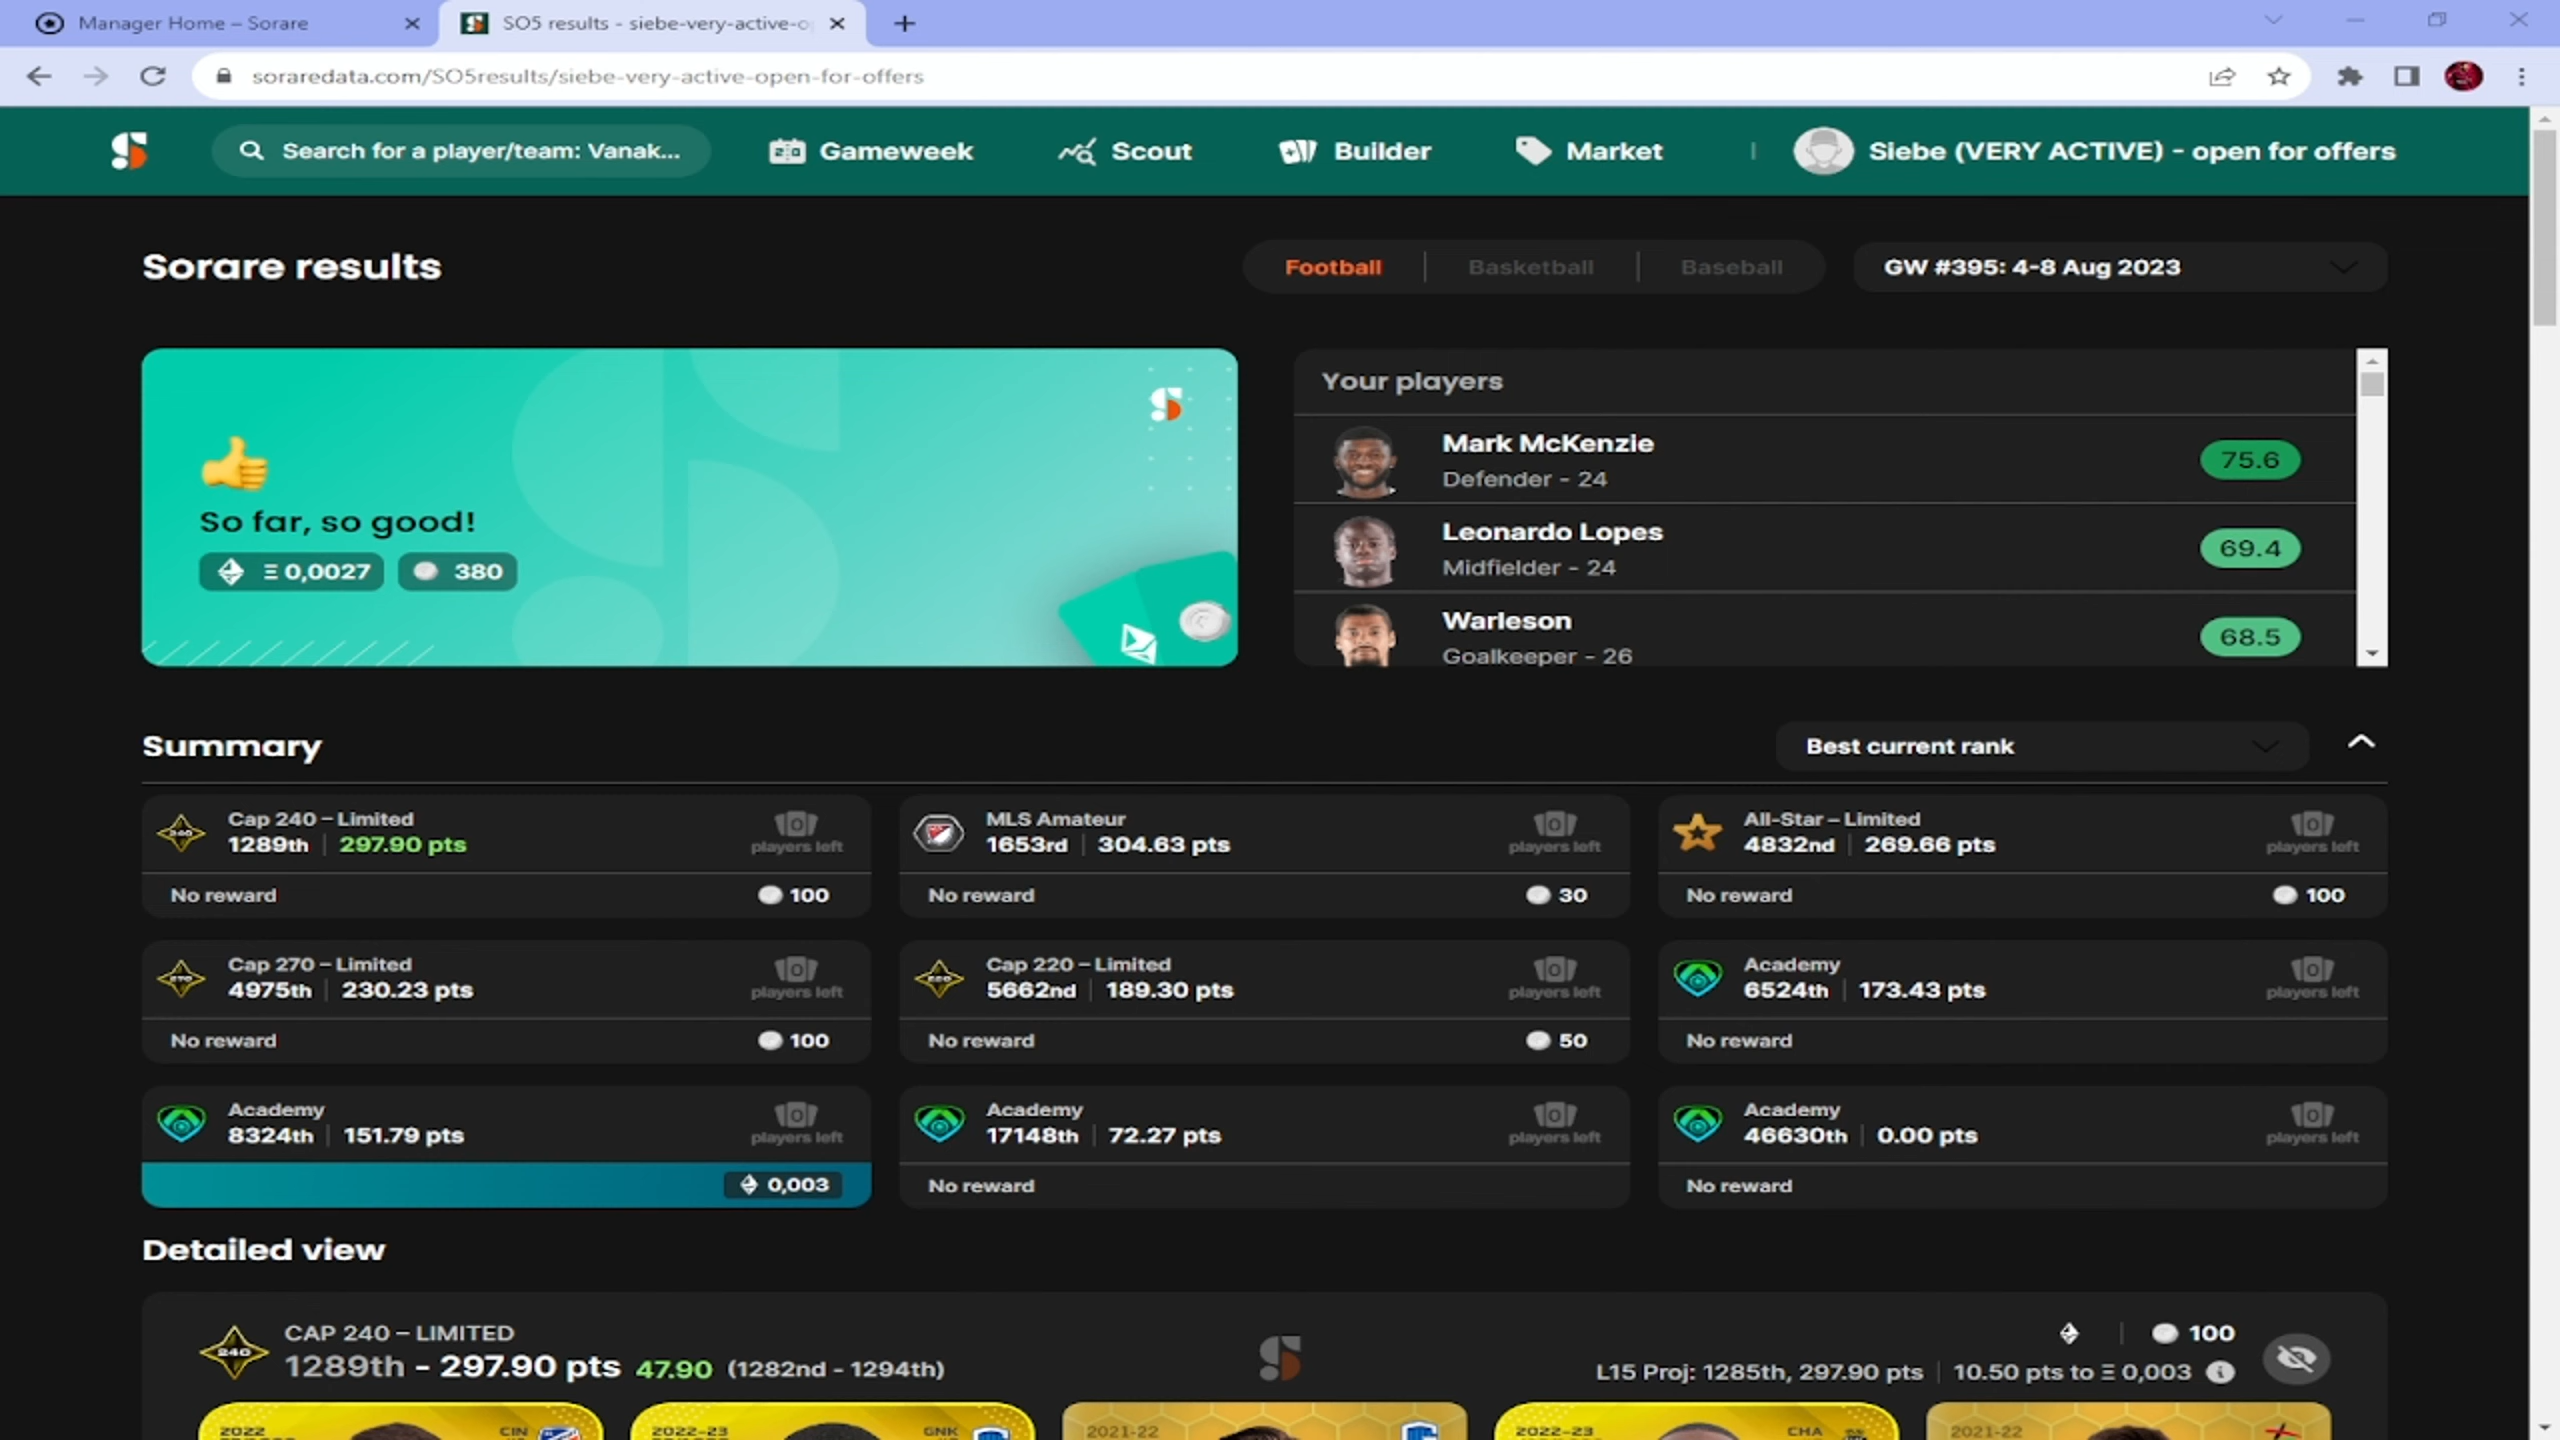 Manager Home – Sorare
SO5 results - siebe-very-active-o
soraredata.com/SO5results/siebe-very-active-open-for-offers
Search for a player/team: Vanak...
Gameweek
Scout
Builder
Market
Siebe (VERY ACTIVE) - open for offers
Sorare results
Football
Basketball
Baseball
GW #395: 4-8 Aug 2023
So far, so good!
Ξ 0,0027
380
Your players
Mark McKenzie
Defender - 24
75.6
Leonardo Lopes
Midfielder - 24
69.4
Warleson
Goalkeeper - 26
68.5
Summary
Best current rank
Cap 240 – Limited
1289th | 297.90 pts
0
players left
No reward
100
MLS Amateur
1653rd | 304.63 pts
0
players left
No reward
30
All-Star – Limited
4832nd | 269.66 pts
0
players left
No reward
100
Cap 270 – Limited
4975th | 230.23 pts
0
players left
No reward
100
Cap 220 – Limited
5662nd | 189.30 pts
0
players left
No reward
50
Academy
6524th | 173.43 pts
0
players left
No reward
Academy
8324th | 151.79 pts
0
players left
0,003
Academy
17148th | 72.27 pts
0
players left
No reward
Academy
46630th | 0.00 pts
0
players left
No reward
Detailed view
240
CAP 240 – LIMITED
1289th - 297.90 pts 47.90 (1282nd - 1294th)
100
L15 Proj: 1285th, 297.90 pts | 10.50 pts to Ξ 0,003
2022
CIN
2022-23
GNK
2021-22
2022-23
CHA
2021-22